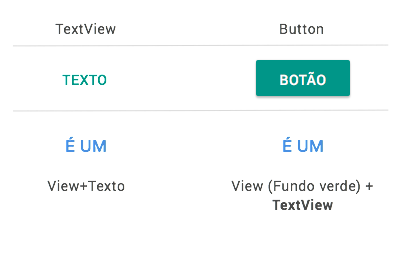 TextView Button
TEXTO BOTÃO
É UM É UM
View+Texto View (Fundo verde) +
TextView